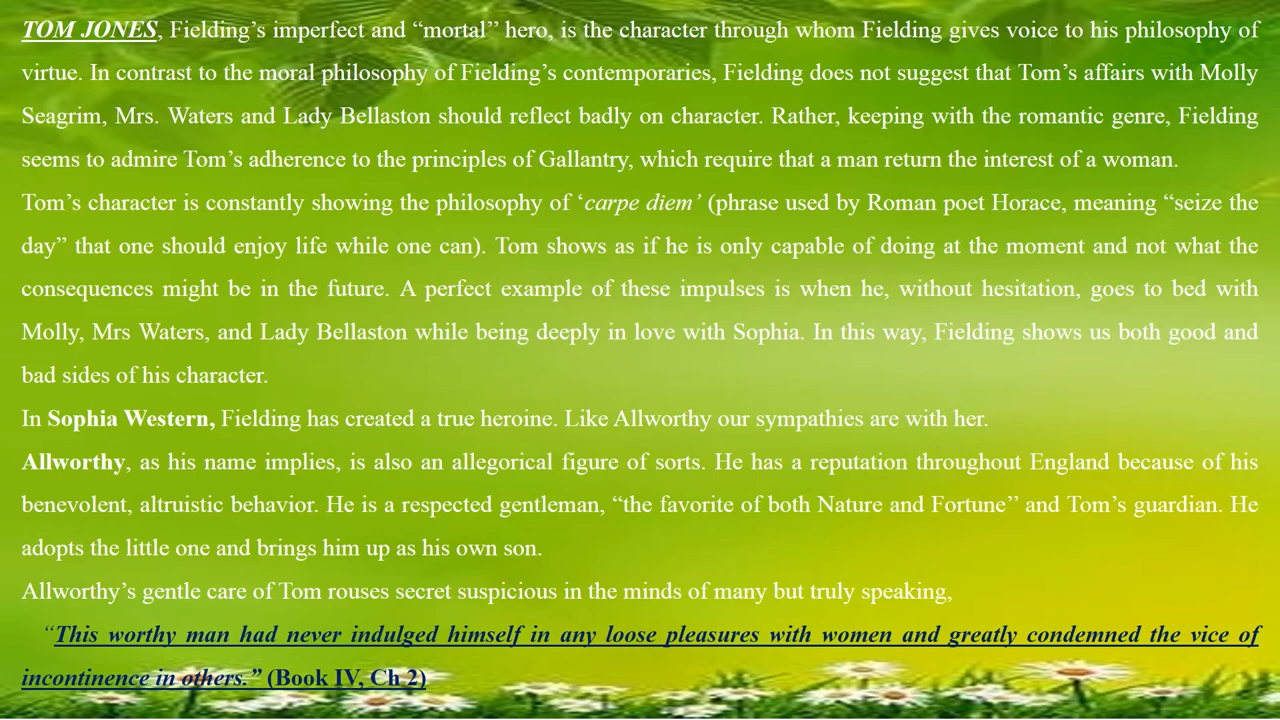 TOM JONES, Fielding’s imperfect and “mortal’’ hero, is the character through whom Fielding gives voice to his philosophy of
virtue. In contrast to the moral philosophy of Fielding’s contemporaries, Fielding does not suggest that Tom’s affairs with Molly
Seagrim, Mrs. Waters and Lady Bellaston should reflect badly on character. Rather, keeping with the romantic genre, Fielding
seems to admire Tom’s adherence to the principles of Gallantry, which require that a man return the interest of a woman.
Tom’s character is constantly showing the philosophy of ‘carpe diem’ (phrase used by Roman poet Horace, meaning “seize the
day” that one should enjoy life while one can). Tom shows as if he is only capable of doing at the moment and not what the
consequences might be in the future. A perfect example of these impulses is when he, without hesitation, goes to bed with
Molly, Mrs Waters, and Lady Bellaston while being deeply in love with Sophia. In this way, Fielding shows us both good and
bad sides of his character.
In Sophia Western, Fielding has created a true heroine. Like Allworthy our sympathies are with her.
Allworthy, as his name implies, is also an allegorical figure of sorts. He has a reputation throughout England because of his
benevolent, altruistic behavior. He is a respected gentleman, “the favorite of both Nature and Fortune’’ and Tom’s guardian. He
adopts the little one and brings him up as his own son.
Allworthy’s gentle care of Tom rouses secret suspicious in the minds of many but truly speaking,
“This worthy man had never indulged himself in any loose pleasures with women and greatly condemned the vice of
incontinence in others.” (Book IV, Ch 2)